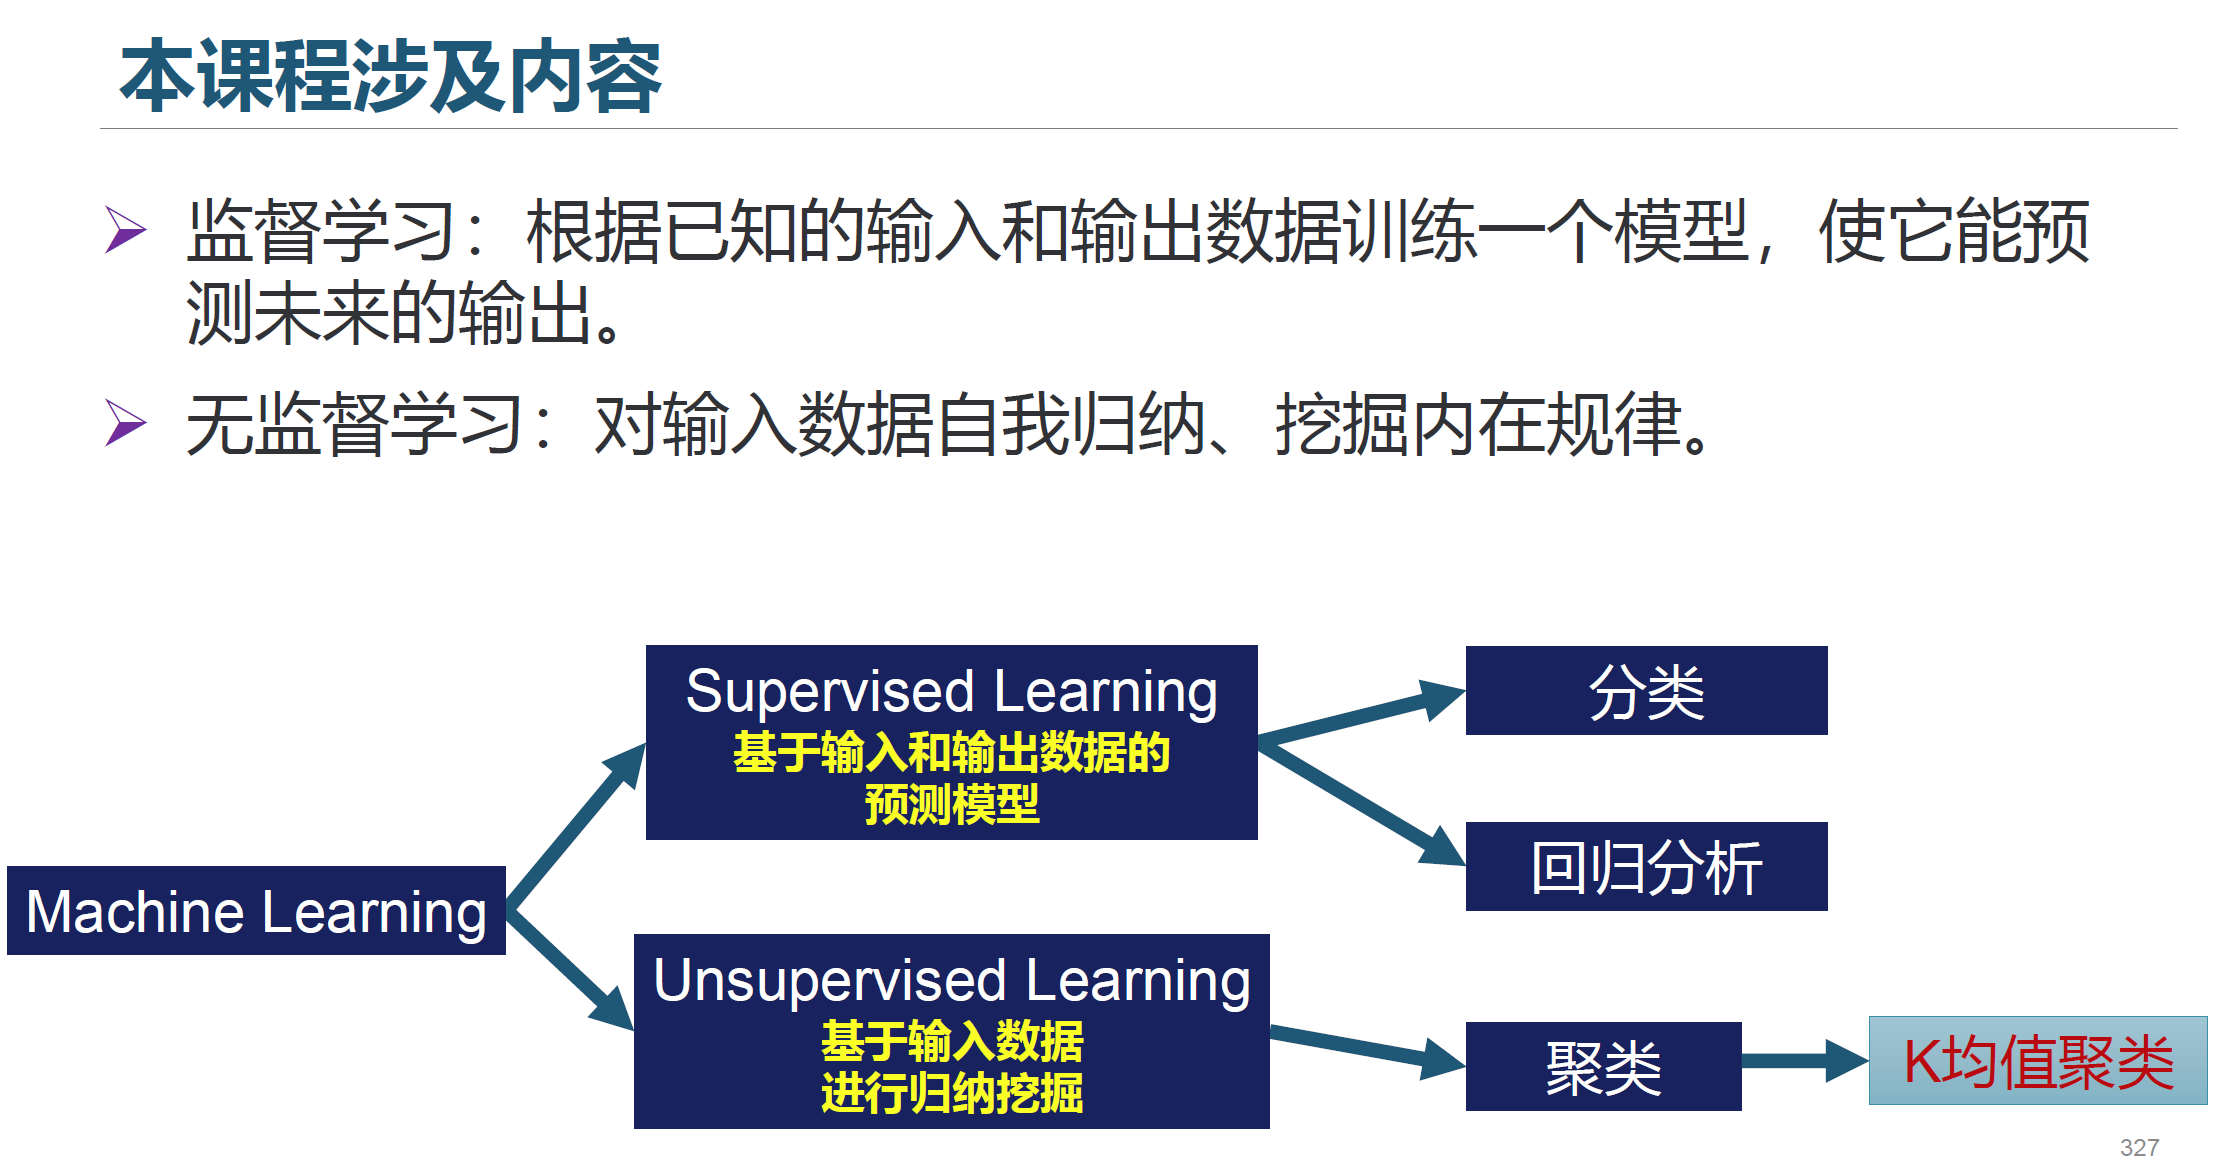 本课程涉及内容
监督学习：根据已知的输入和输出数据训练一个模型，使它能预
测未来的输出。
无监督学习：对输入数据自我归纳、挖掘内在规律。
Machine Learning
Supervised Learning
基于输入和输出数据的
预测模型
Unsupervised Learning
基于输入数据
进行归纳挖掘
分类
回归分析
聚类
K均值聚类
327